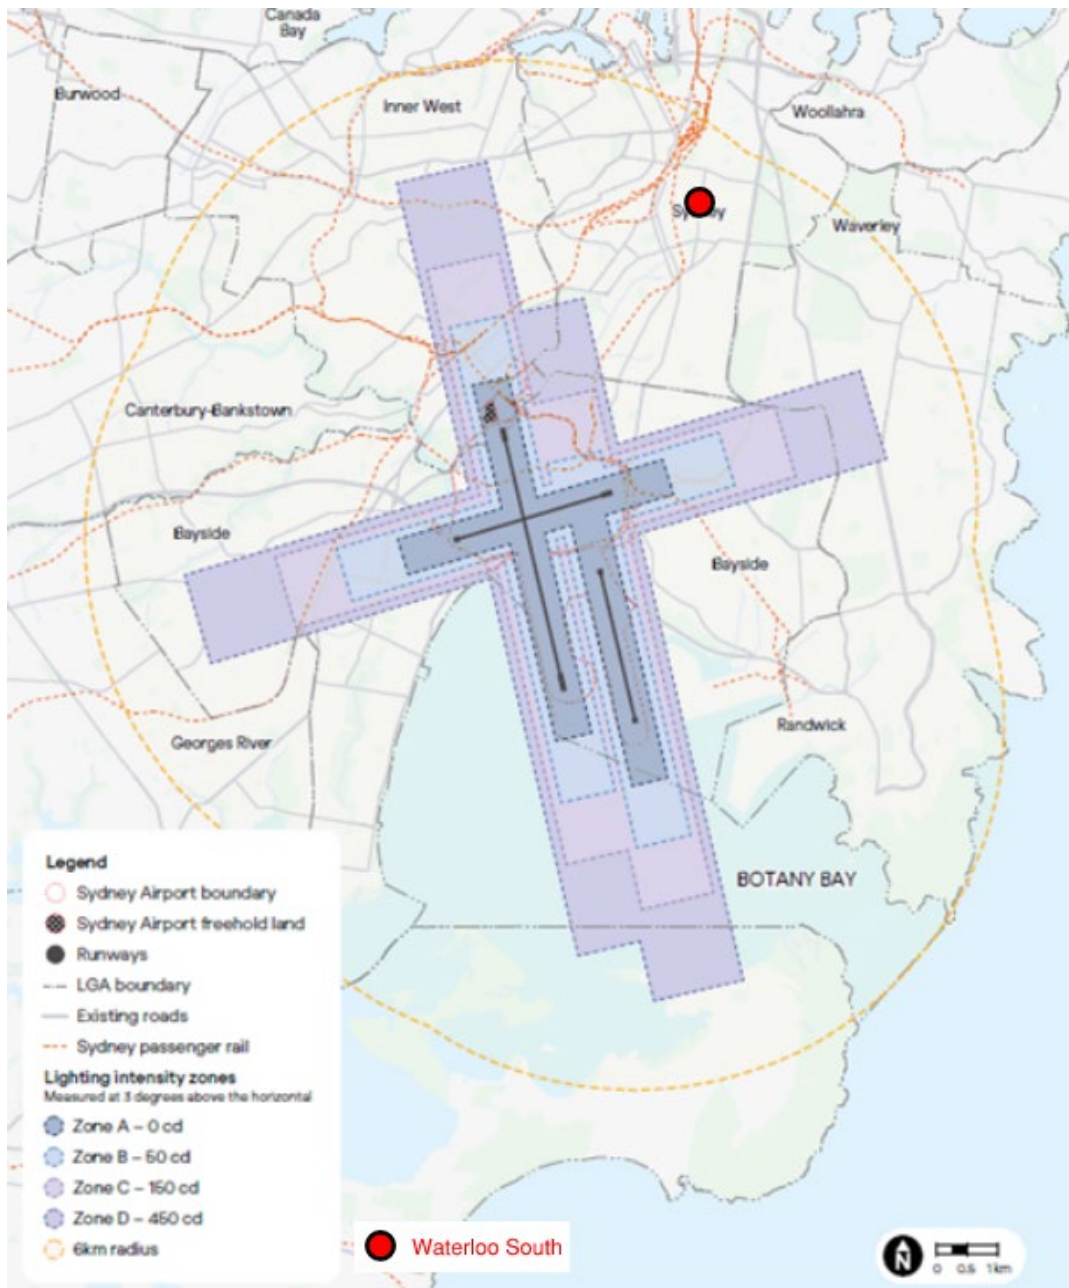 Canada
Bay
Burwood
Inner West
Woollahra
Sydney
Waverley
Canterbury-Bankstown
Bayside
Bayside
Randwick
Georges River
BOTANY BAY
Legend
Sydney Airport boundary
Sydney Airport freehold land
Runways
LGA boundary
Existing roads
Sydney passenger rail
Lighting intensity zones
Measured at 3 degrees above the horizontal
Zone A – 0 cd
Zone B – 50 cd
Zone C – 150 cd
Zone D – 450 cd
6km radius
Waterloo South
N
0 0.5 1km